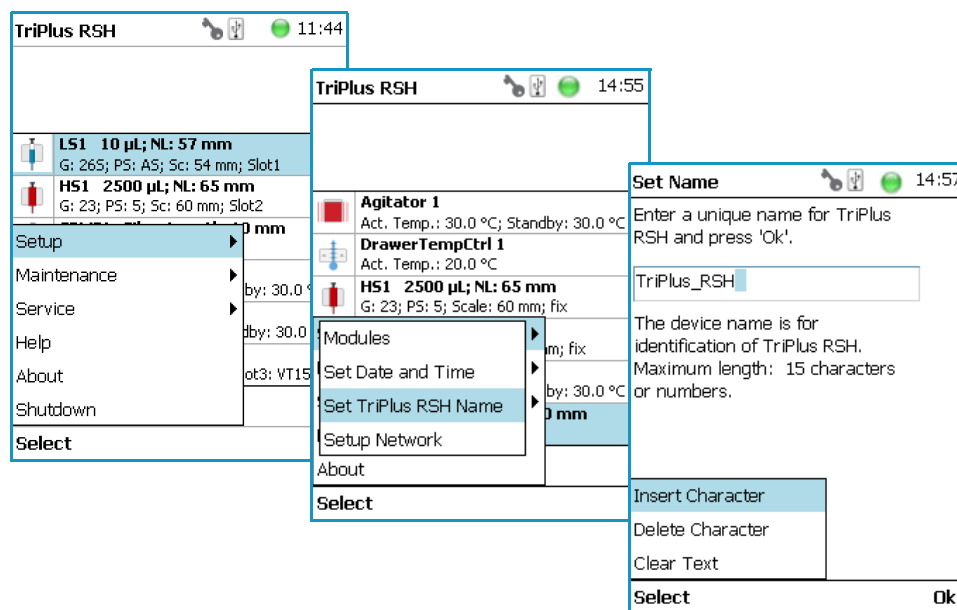 TriPlus RSH 11:44
LS1 10 µL; NL: 57 mm
G: 26S; PS: AS; Sc: 54 mm; Slot1
HS1 2500 µL; NL: 65 mm
G: 23; PS: 5; Sc: 60 mm; Slot2
mm
Setup
Maintenance
by: 30.0
Service
dby: 30.0
Help
About
ot3: VT15
Shutdown
Select
TriPlus RSH 14:55
Agitator 1
Act. Temp.: 30.0 °C; Standby: 30.0 °C
DrawerTempCtrl 1
Act. Temp.: 20.0 °C
HS1 2500 µL; NL: 65 mm
G: 23; PS: 5; Scale: 60 mm; fix
Modules
m; fix
Set Date and Time
by: 30.0 °C
Set TriPlus RSH Name
0 mm
Setup Network
About
Select
Set Name 14:57
Enter a unique name for TriPlus
RSH and press 'Ok'.
TriPlus_RSH
The device name is for
identification of TriPlus RSH.
Maximum length: 15 characters
or numbers.
Insert Character
Delete Character
Clear Text
Select Ok